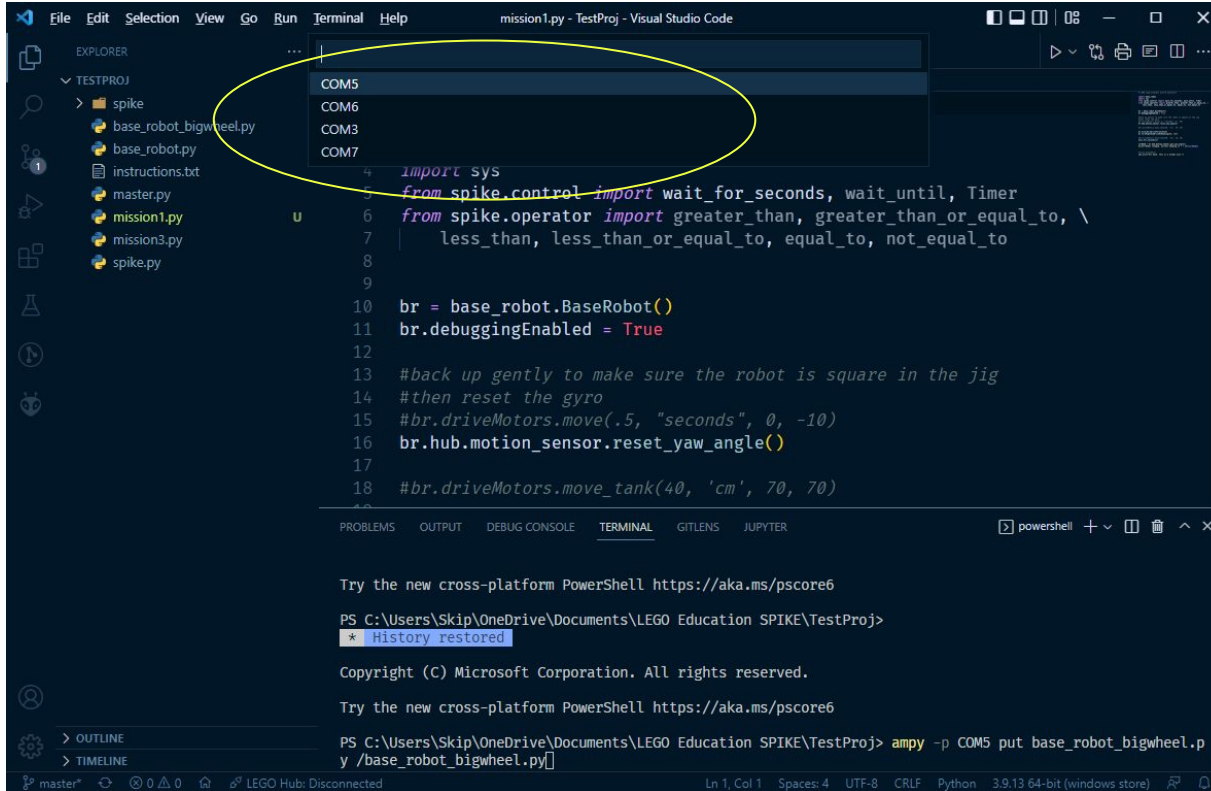 File Edit Selection View Go Run Terminal Help mission1.py - TestProj - Visual Studio Code
EXPLORER ...
TESTPROJ
spike
base_robot_bigwheel.py
base_robot.py
instructions.txt
master.py
mission1.py U
mission3.py
spike.py
OUTLINE
TIMELINE
1
COM5
COM6
COM3
COM7
4 import sys
5 from spike.control import wait_for_seconds, wait_until, Timer
6 from spike.operator import greater_than, greater_than_or_equal_to, \
7 less_than, less_than_or_equal_to, equal_to, not_equal_to
8
9
10 br = base_robot.BaseRobot()
11 br.debuggingEnabled = True
12
13 #back up gently to make sure the robot is square in the jig
14 #then reset the gyro
15 #br.driveMotors.move(.5, "seconds", 0, -10)
16 br.hub.motion_sensor.reset_yaw_angle()
17
18 #br.driveMotors.move_tank(40, 'cm', 70, 70)
PROBLEMS OUTPUT DEBUG CONSOLE TERMINAL GITLENS JUPYTER powershell
Try the new cross-platform PowerShell https://aka.ms/pscore6
PS C:\Users\Skip\OneDrive\Documents\LEGO Education SPIKE\TestProj>
* History restored
Copyright (C) Microsoft Corporation. All rights reserved.
Try the new cross-platform PowerShell https://aka.ms/pscore6
PS C:\Users\Skip\OneDrive\Documents\LEGO Education SPIKE\TestProj> ampy -p COM5 put base_robot_bigwheel.p
y /base_robot_bigwheel.py
master* 0 0 LEGO Hub: Disconnected Ln 1, Col 1 Spaces: 4 UTF-8 CRLF Python 3.9.13 64-bit (windows store)